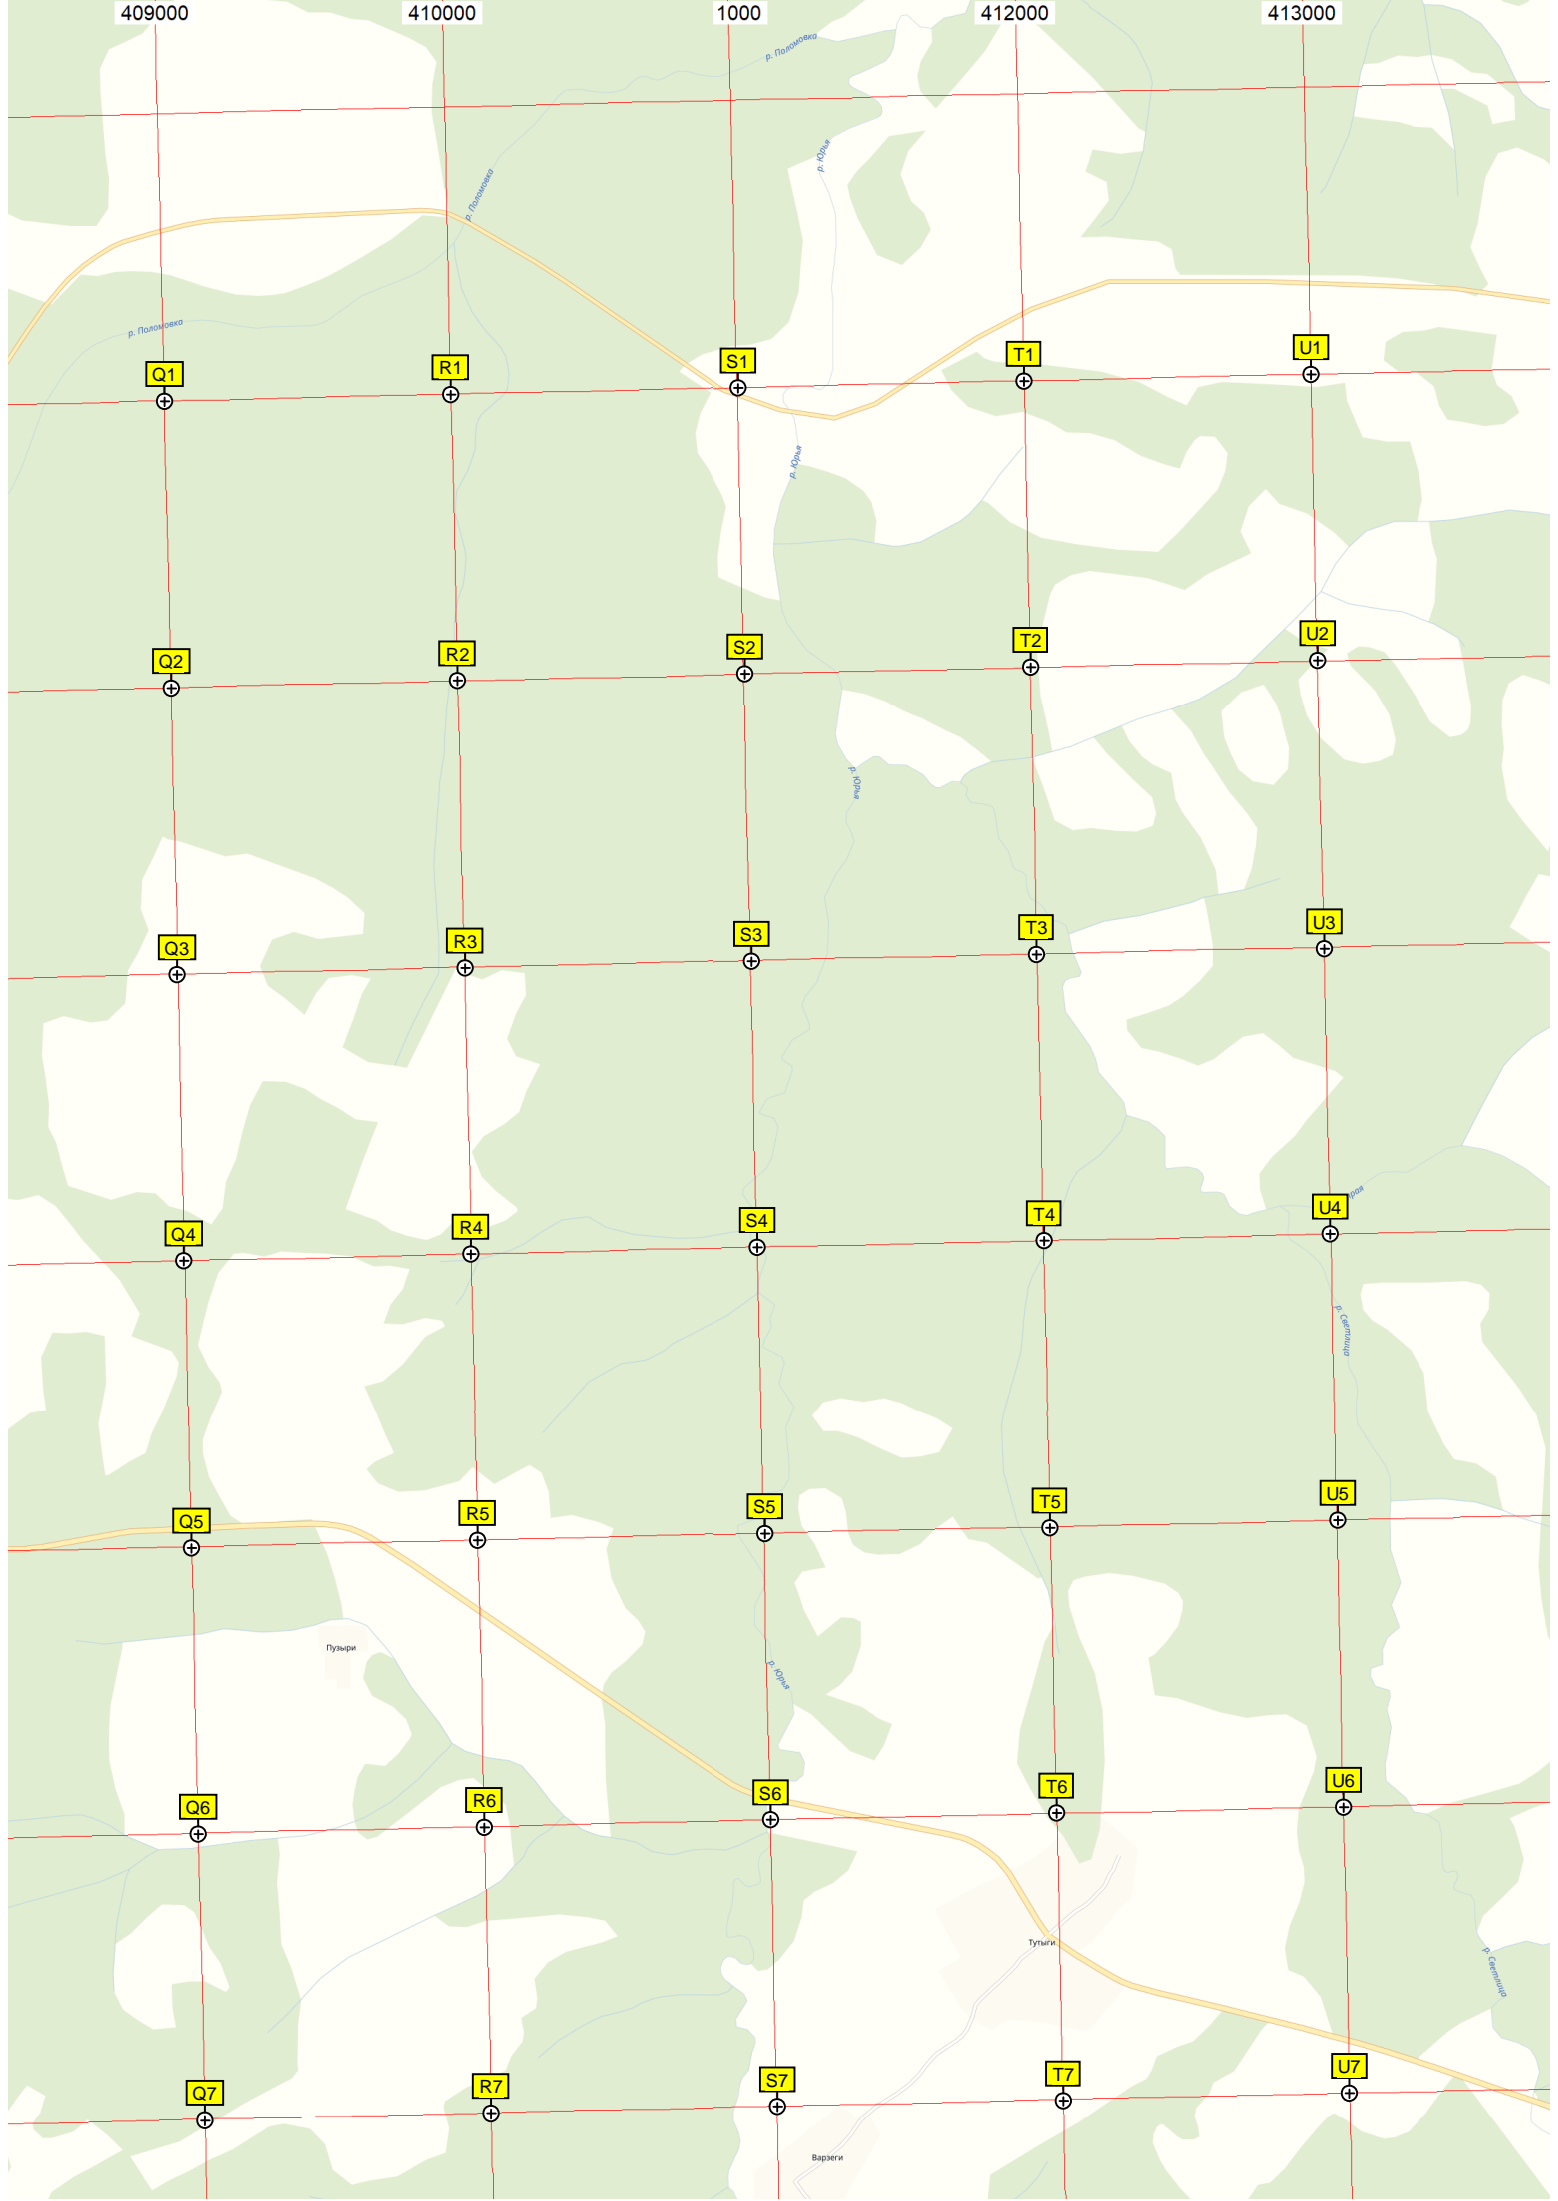 409000 410000 1000 412000 413000
р. Поломовка
р. Юрья
р. Поломовка
р. Поломовка
Q1 R1 S1 T1 U1
р. Юрья
Q2 R2 S2 T2 U2
р. Юрья
Q3 R3 S3 T3 U3
Q4 R4 S4 T4 U4
р. Светлица
Q5 R5 S5 T5 U5
Пузыри
р. Юрья
Q6 R6 S6 T6 U6
Тутыги
р. Светлица
Q7 R7 S7 T7 U7
Варзеги